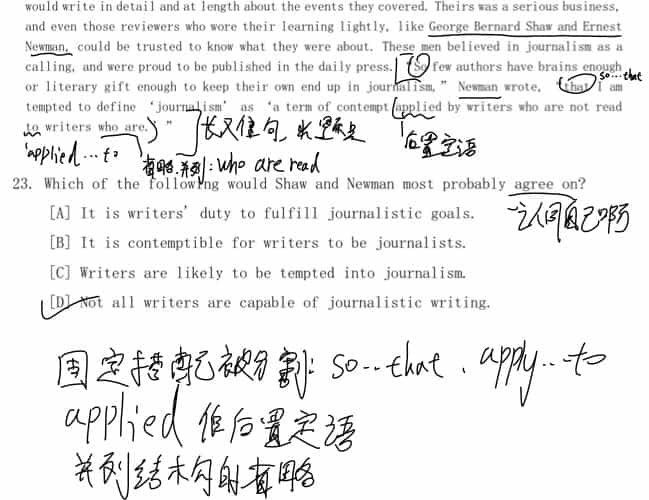 would write in detail and at length about the events they covered. Theirs was a serious business,
and even those reviewers who wore their learning lightly, like George Bernard Shaw and Ernest
Newman, could be trusted to know what they were about. These men believed in journalism as a
calling, and were proud to be published in the daily press. “So few authors have brains enough
or literary gift enough to keep their own end up in journalism,” Newman wrote, “that I am
so…that
tempted to define ‘journalism’ as ‘a term of contempt applied by writers who are not read
to writers who are.’”
长又佳句,
后置定语
applied…to
有略.并列: who are read
23. Which of the following would Shaw and Newman most probably agree on?
[A] It is writers’ duty to fulfill journalistic goals.
认同自己啊
[B] It is contemptible for writers to be journalists.
[C] Writers are likely to be tempted into journalism.
[D] Not all writers are capable of journalistic writing.
固定搭配被分割: so…that、apply…to
applied 作后置定语
并列结构有省略